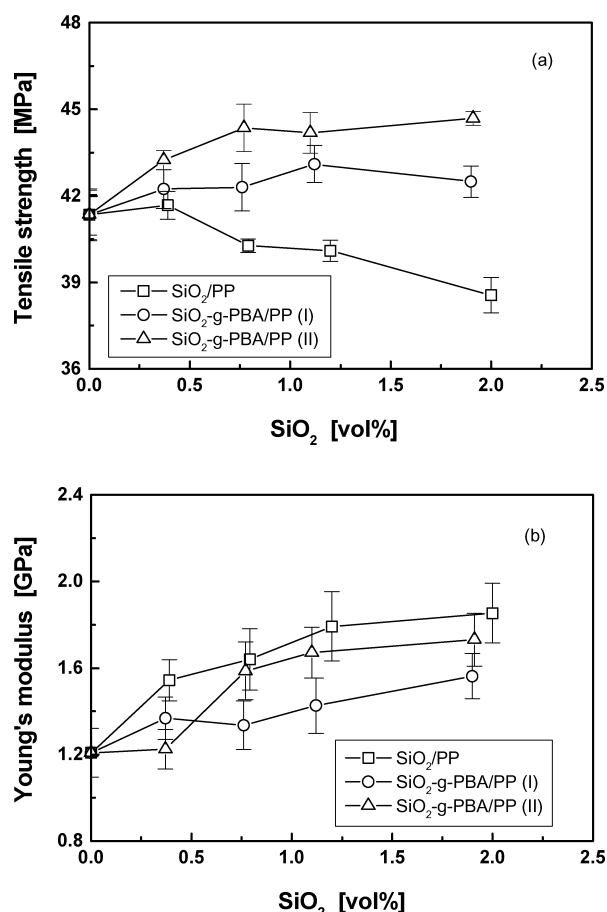 48
45
42
39
36
Tensile strength [MPa]
(a)
SiO₂/PP
SiO₂-g-PBA/PP (I)
SiO₂-g-PBA/PP (II)
0.0 0.5 1.0 1.5 2.0 2.5
SiO₂ [vol%]
2.4
2.0
1.6
1.2
0.8
Young's modulus [GPa]
(b)
SiO₂/PP
SiO₂-g-PBA/PP (I)
SiO₂-g-PBA/PP (II)
0.0 0.5 1.0 1.5 2.0 2.5
SiO₂ [vol%]